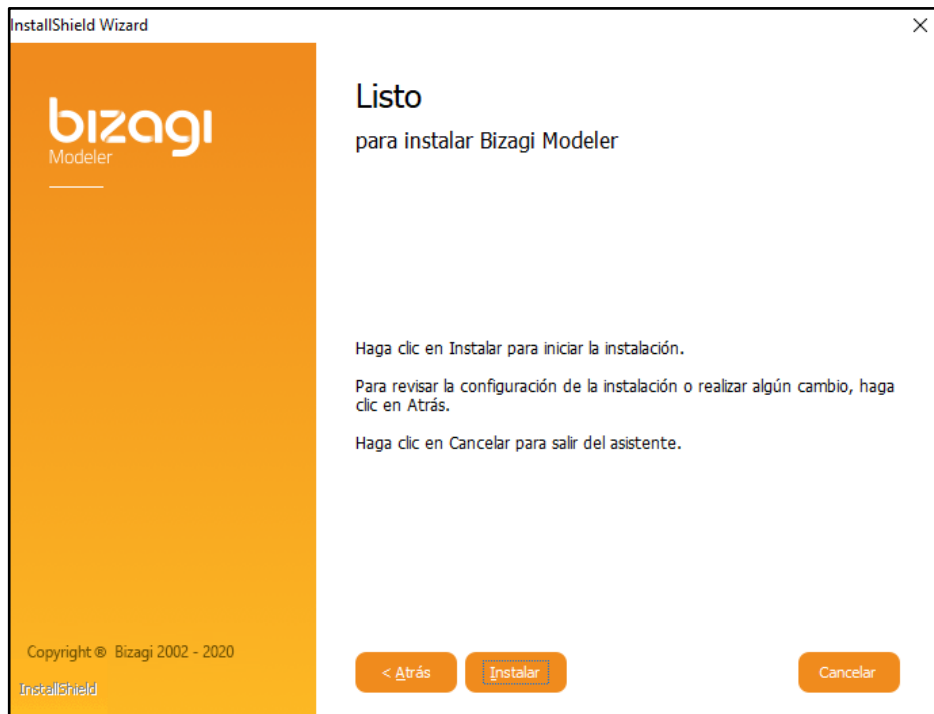 InstallShield Wizard
bizagi
Modeler
Listo
para instalar Bizagi Modeler
Haga clic en Instalar para iniciar la instalación.
Para revisar la configuración de la instalación o realizar algún cambio, haga
clic en Atrás.
Haga clic en Cancelar para salir del asistente.
Copyright ® Bizagi 2002 - 2020
InstallShield
< Atrás
Instalar
Cancelar